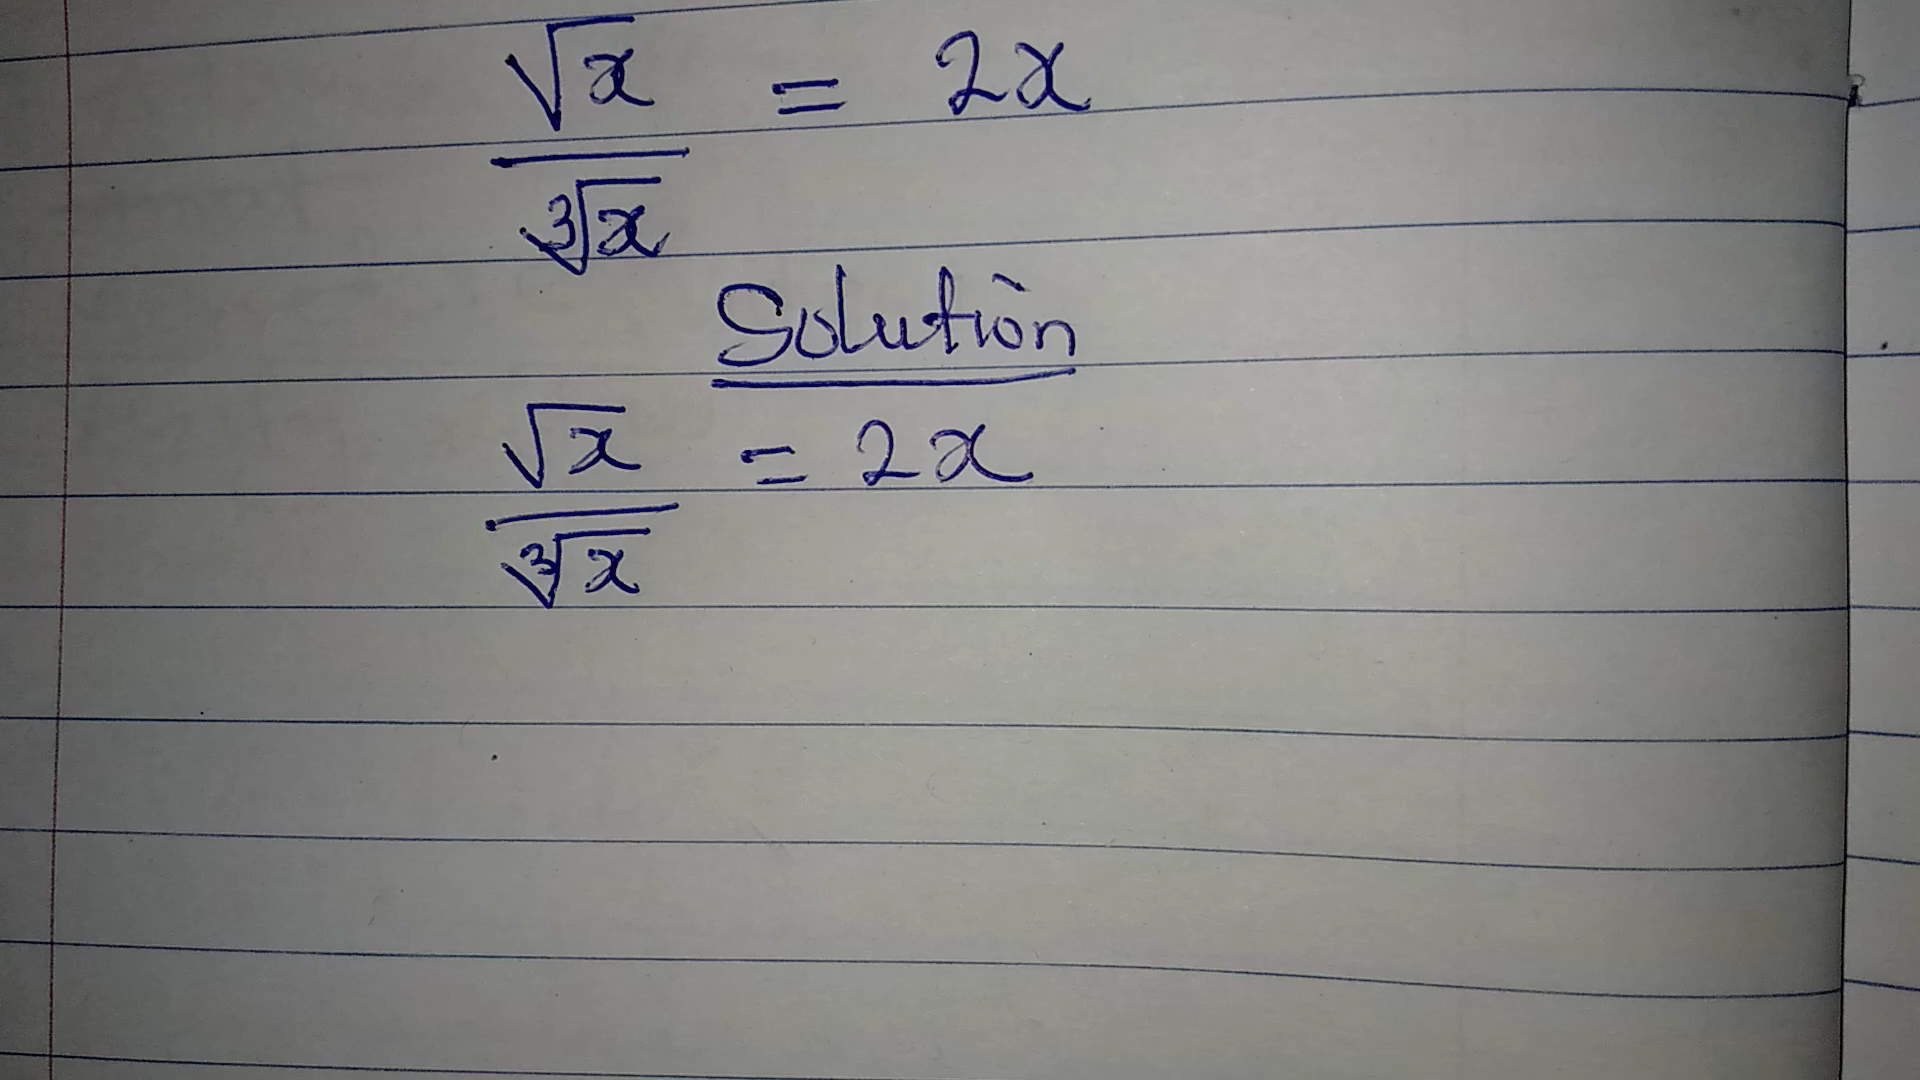 √x = 2x
∛x
Solution
√x = 2x
∛x